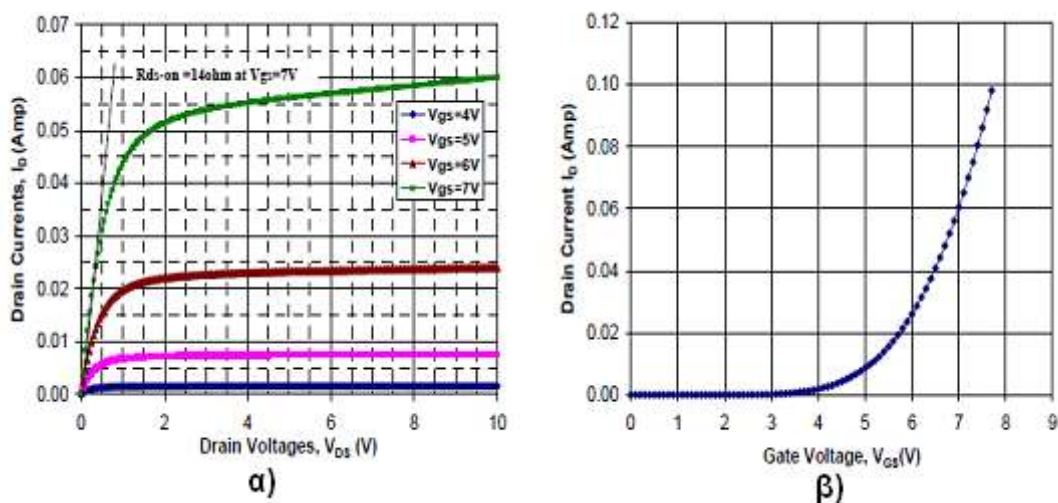 Drain Currents, I_D (Amp)
0.07
0.06
0.05
0.04
0.03
0.02
0.01
0.00
Rds-on =14ohm at Vgs=7V
Vgs=4V
Vgs=5V
Vgs=6V
Vgs=7V
0 2 4 6 8 10
Drain Voltages, V_DS (V)
α)
Drain Current I_D (Amp)
0.12
0.10
0.08
0.06
0.04
0.02
0.00
0 1 2 3 4 5 6 7 8 9
Gate Voltage, V_GS(V)
β)